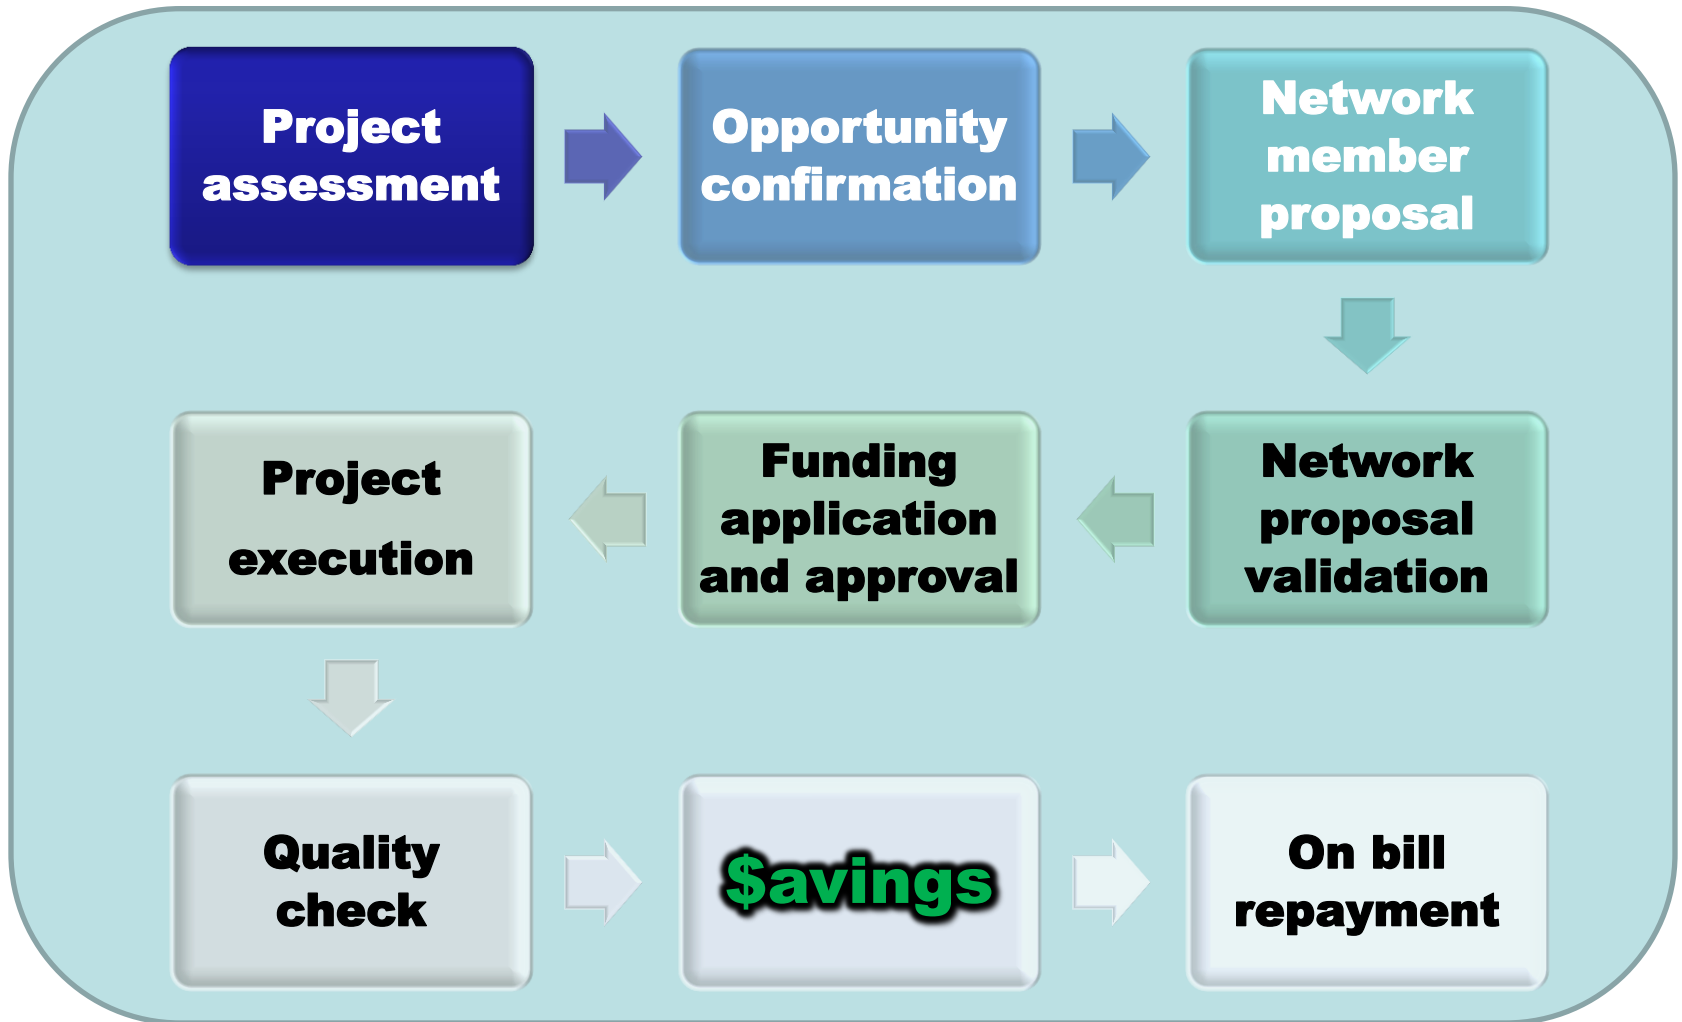 Project
assessment
Opportunity
confirmation
Network
member
proposal
Network
proposal
validation
Funding
application
and approval
Project
execution
Quality
check
$avings
On bill
repayment